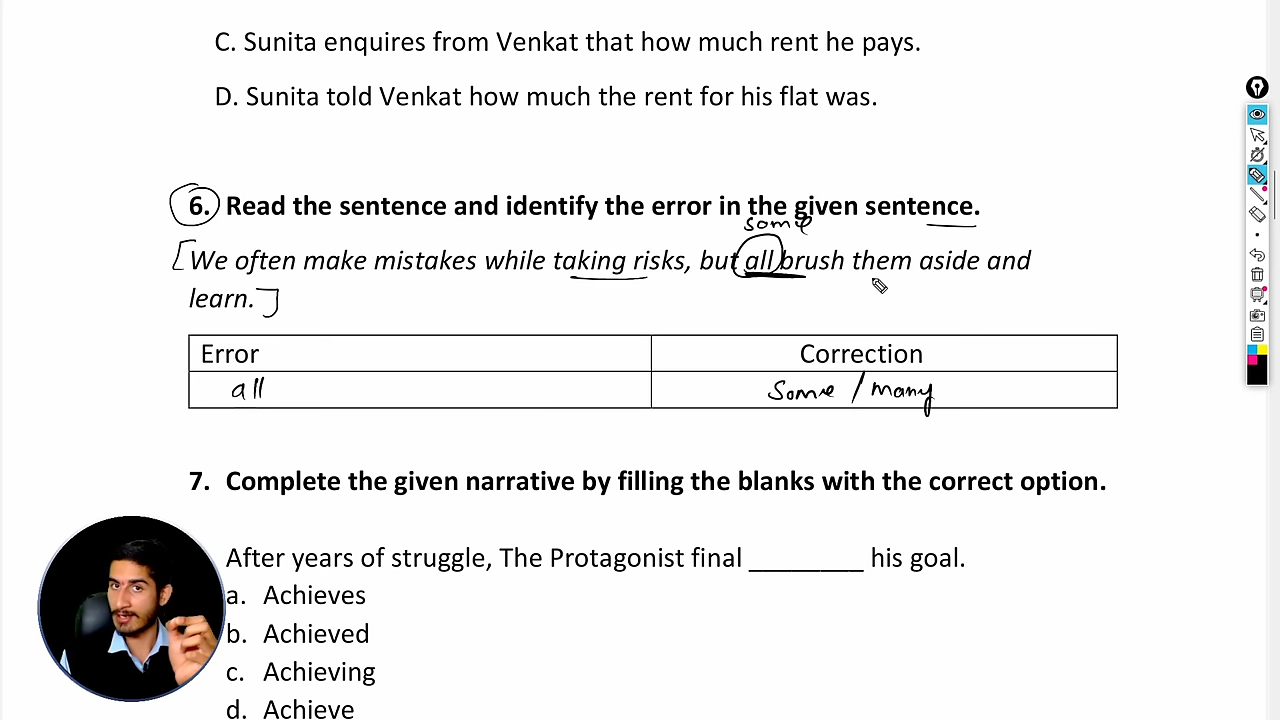 C. Sunita enquires from Venkat that how much rent he pays.
D. Sunita told Venkat how much the rent for his flat was.
6. Read the sentence and identify the error in the given sentence.
some
We often make mistakes while taking risks, but all brush them aside and
learn.
Error Correction
all some / many
7. Complete the given narrative by filling the blanks with the correct option.
After years of struggle, The Protagonist final ________ his goal.
a. Achieves
b. Achieved
c. Achieving
d. Achieve